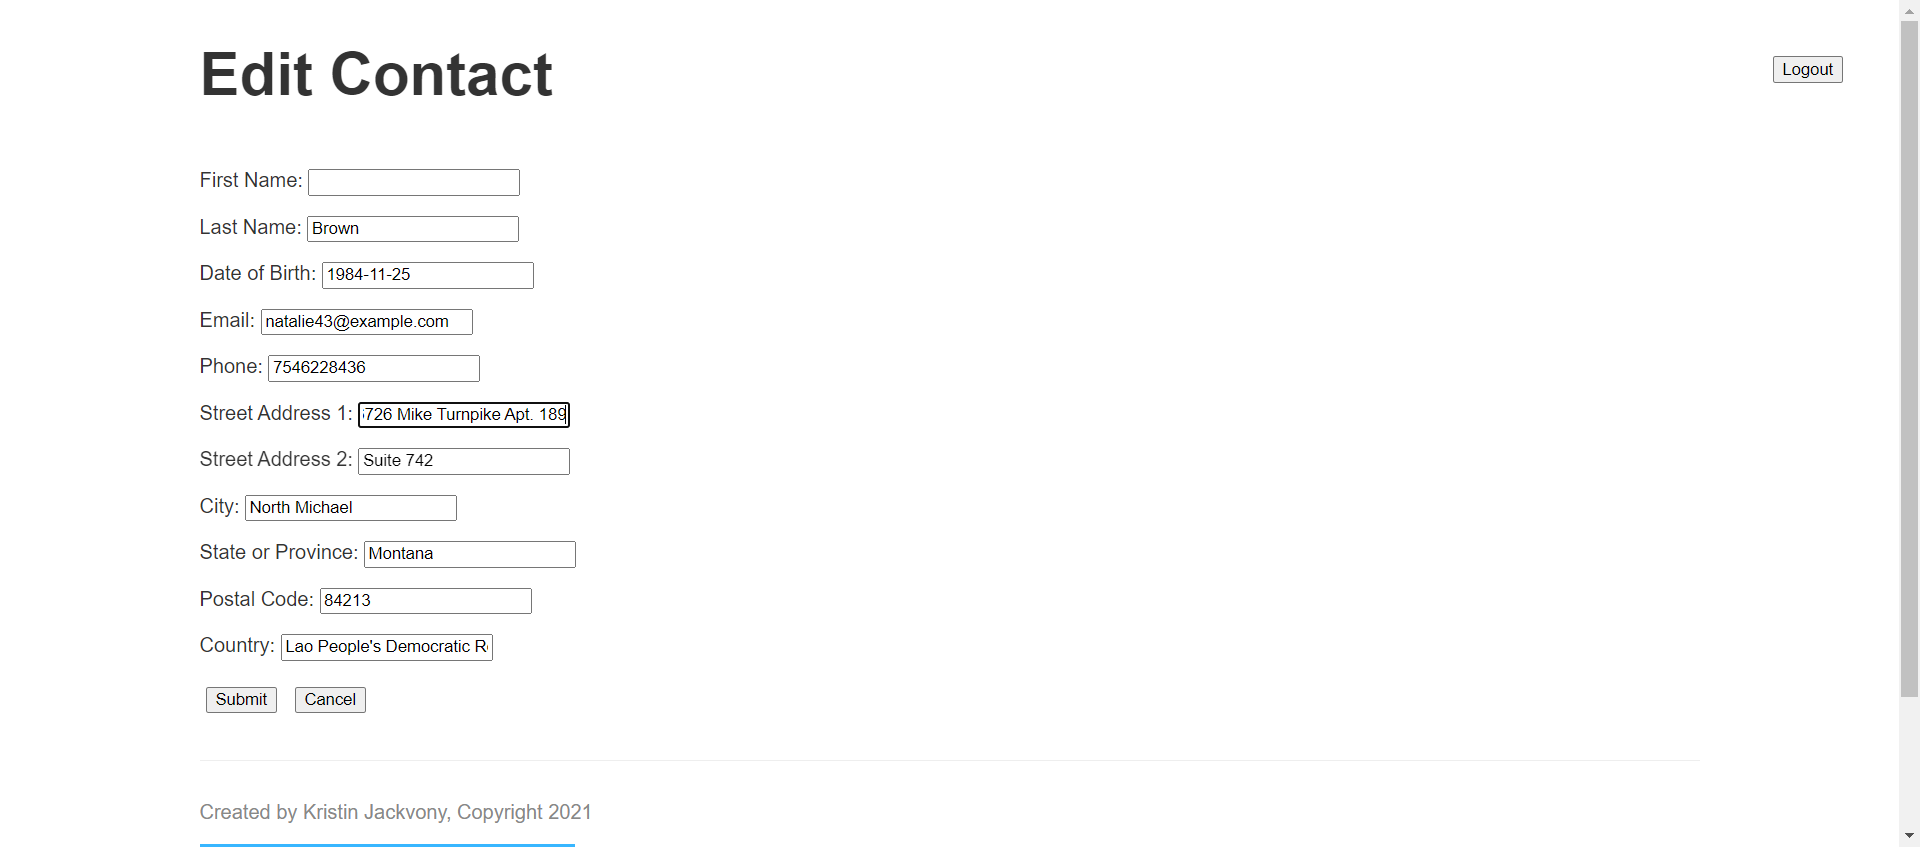 Edit Contact
Logout
First Name:
Last Name: Brown
Date of Birth: 1984-11-25
Email: natalie43@example.com
Phone: 7546228436
Street Address 1: 726 Mike Turnpike Apt. 189
Street Address 2: Suite 742
City: North Michael
State or Province: Montana
Postal Code: 84213
Country: Lao People's Democratic R
Submit Cancel
Created by Kristin Jackvony, Copyright 2021